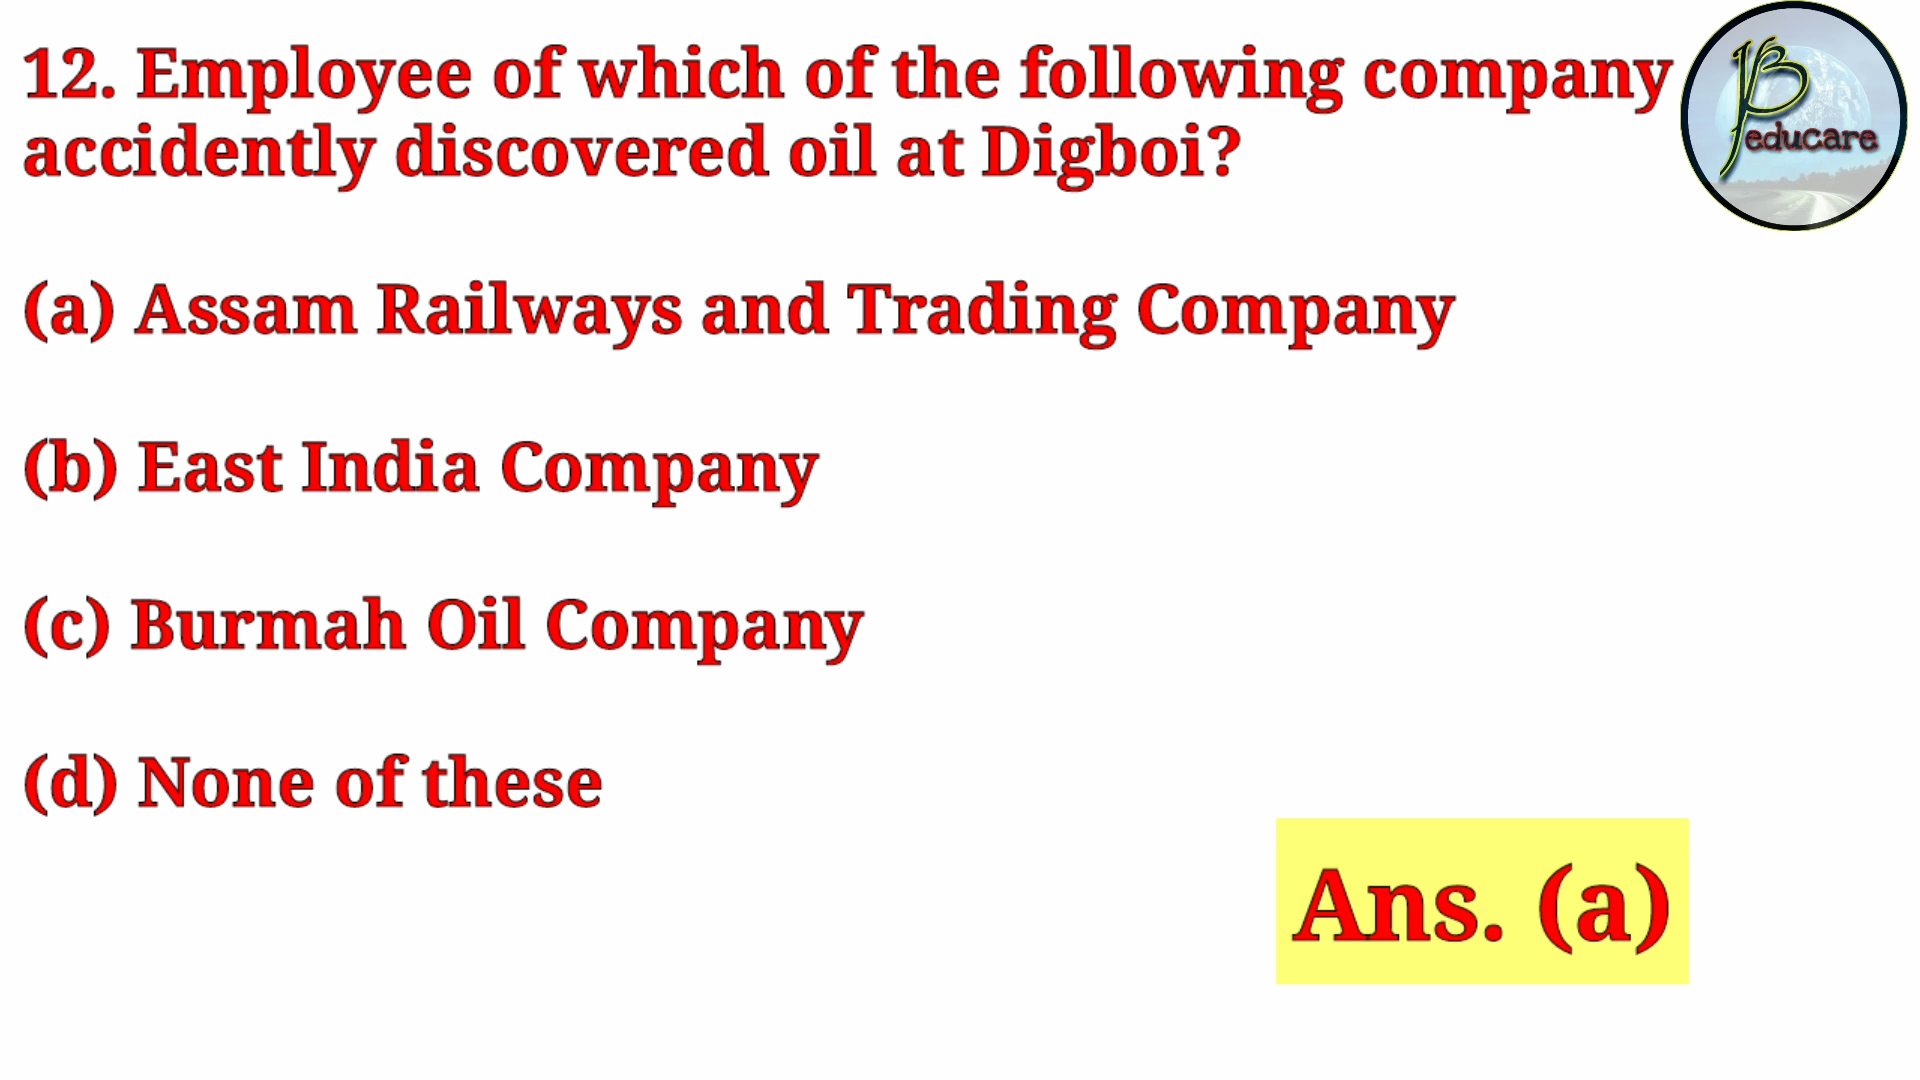 12. Employee of which of the following company
accidently discovered oil at Digboi?
(a) Assam Railways and Trading Company
(b) East India Company
(c) Burmah Oil Company
(d) None of these
Ans. (a)
educare